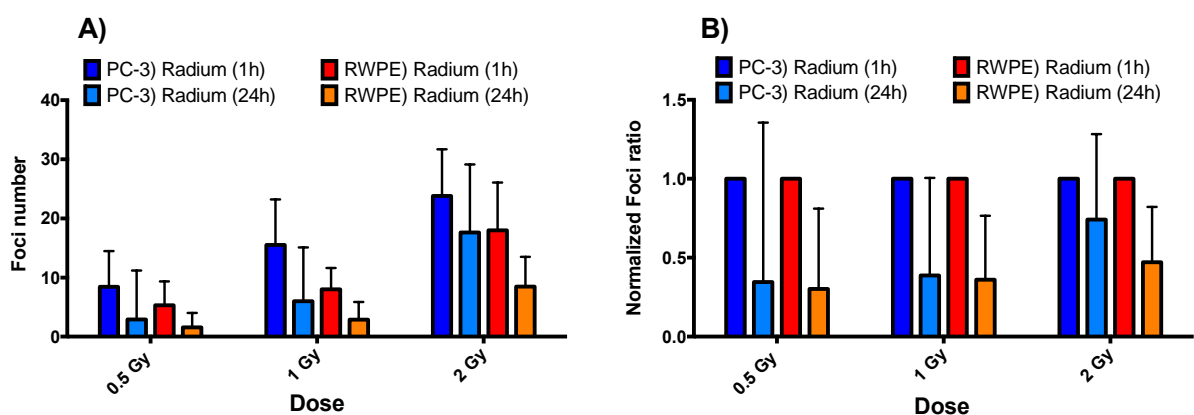 A)
PC-3) Radium (1h) RWPE) Radium (1h)
PC-3) Radium (24h) RWPE) Radium (24h)
Foci number
40
30
20
10
0
0.5 Gy 1 Gy 2 Gy
Dose
B)
PC-3) Radium (1h) RWPE) Radium (1h)
PC-3) Radium (24h) RWPE) Radium (24h)
Normalized Foci ratio
1.5
1.0
0.5
0.0
0.5 Gy 1 Gy 2 Gy
Dose